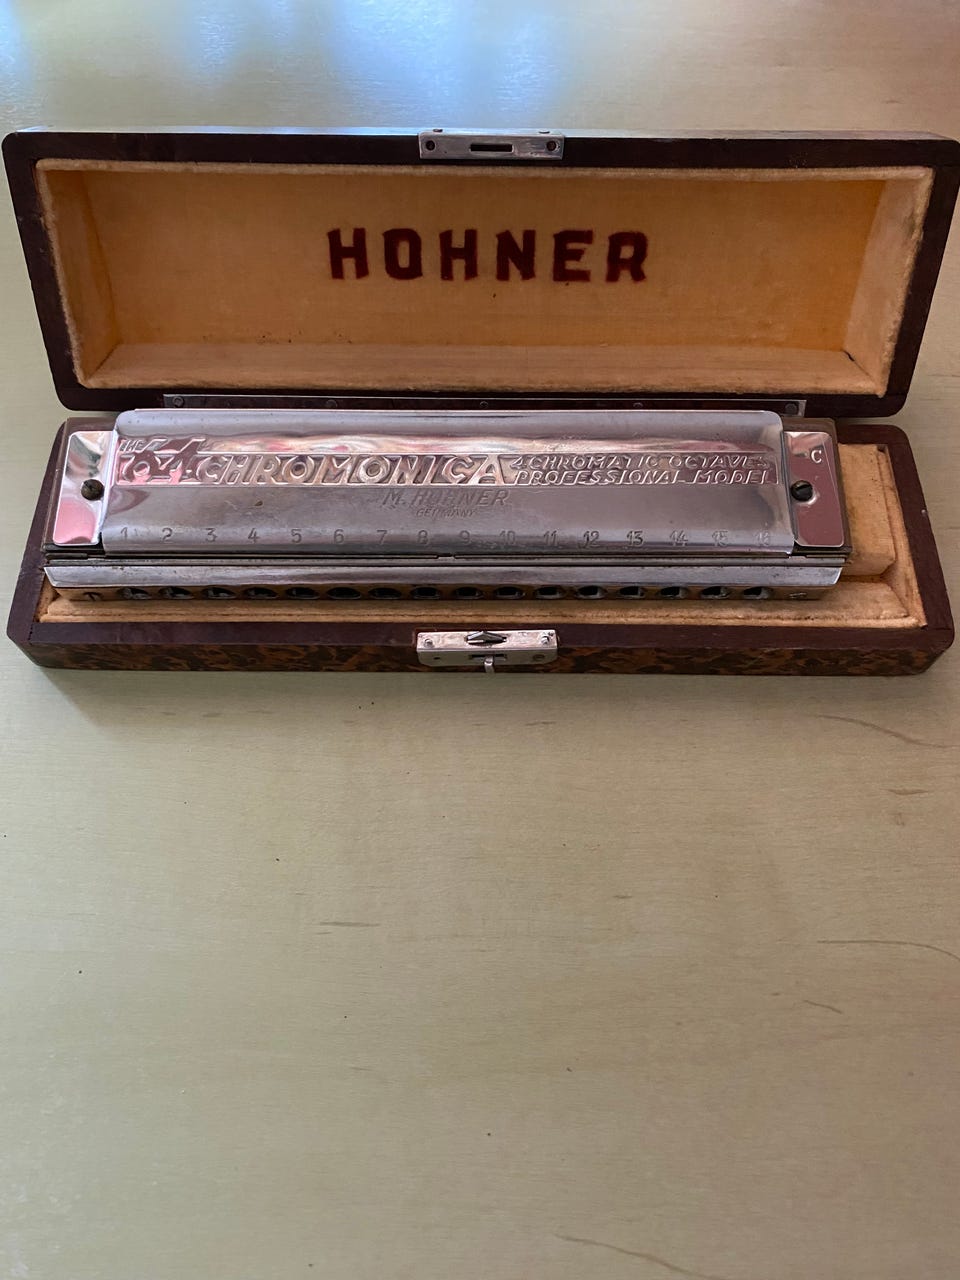 HOHNER
THE 64 CHROMONICA 4 CHROMATIC OCTAVES
PROFESSIONAL MODEL
C
M. HOHNER
GERMANY
1 2 3 4 5 6 7 8 9 10 11 12 13 14 15 16